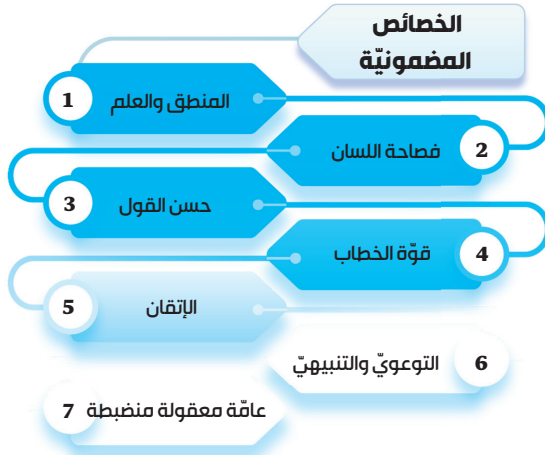 الخصائص
المضمونيّة
1 المنطق والعلم
2 فصاحة اللسان
3 حسن القول
4 قوّة الخطاب
5 الإتقان
6 التوعويّ والتنبيهيّ
7 عامّة معقولة منضبطة